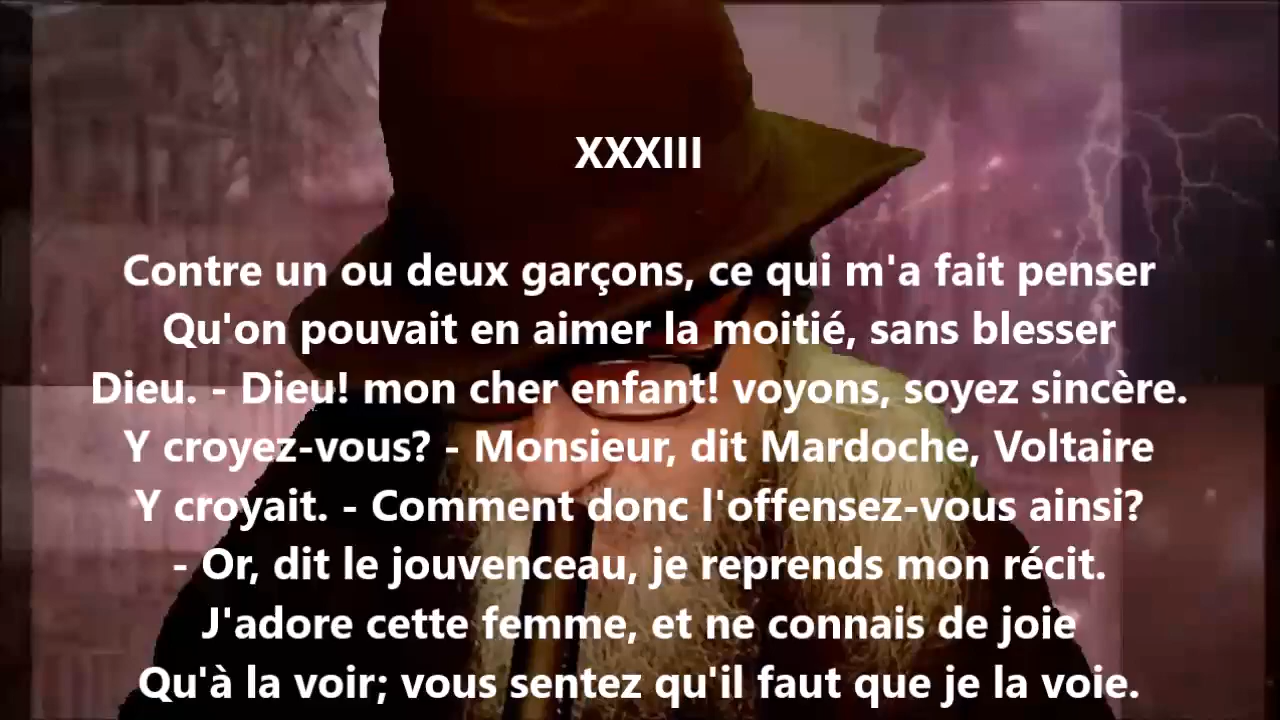 XXXIII
Contre un ou deux garçons, ce qui m'a fait penser
Qu'on pouvait en aimer la moitié, sans blesser
Dieu. - Dieu! mon cher enfant! voyons, soyez sincère.
Y croyez-vous? - Monsieur, dit Mardoche, Voltaire
Y croyait. - Comment donc l'offensez-vous ainsi?
- Or, dit le jouvenceau, je reprends mon récit.
J'adore cette femme, et ne connais de joie
Qu'à la voir; vous sentez qu'il faut que je la voie.